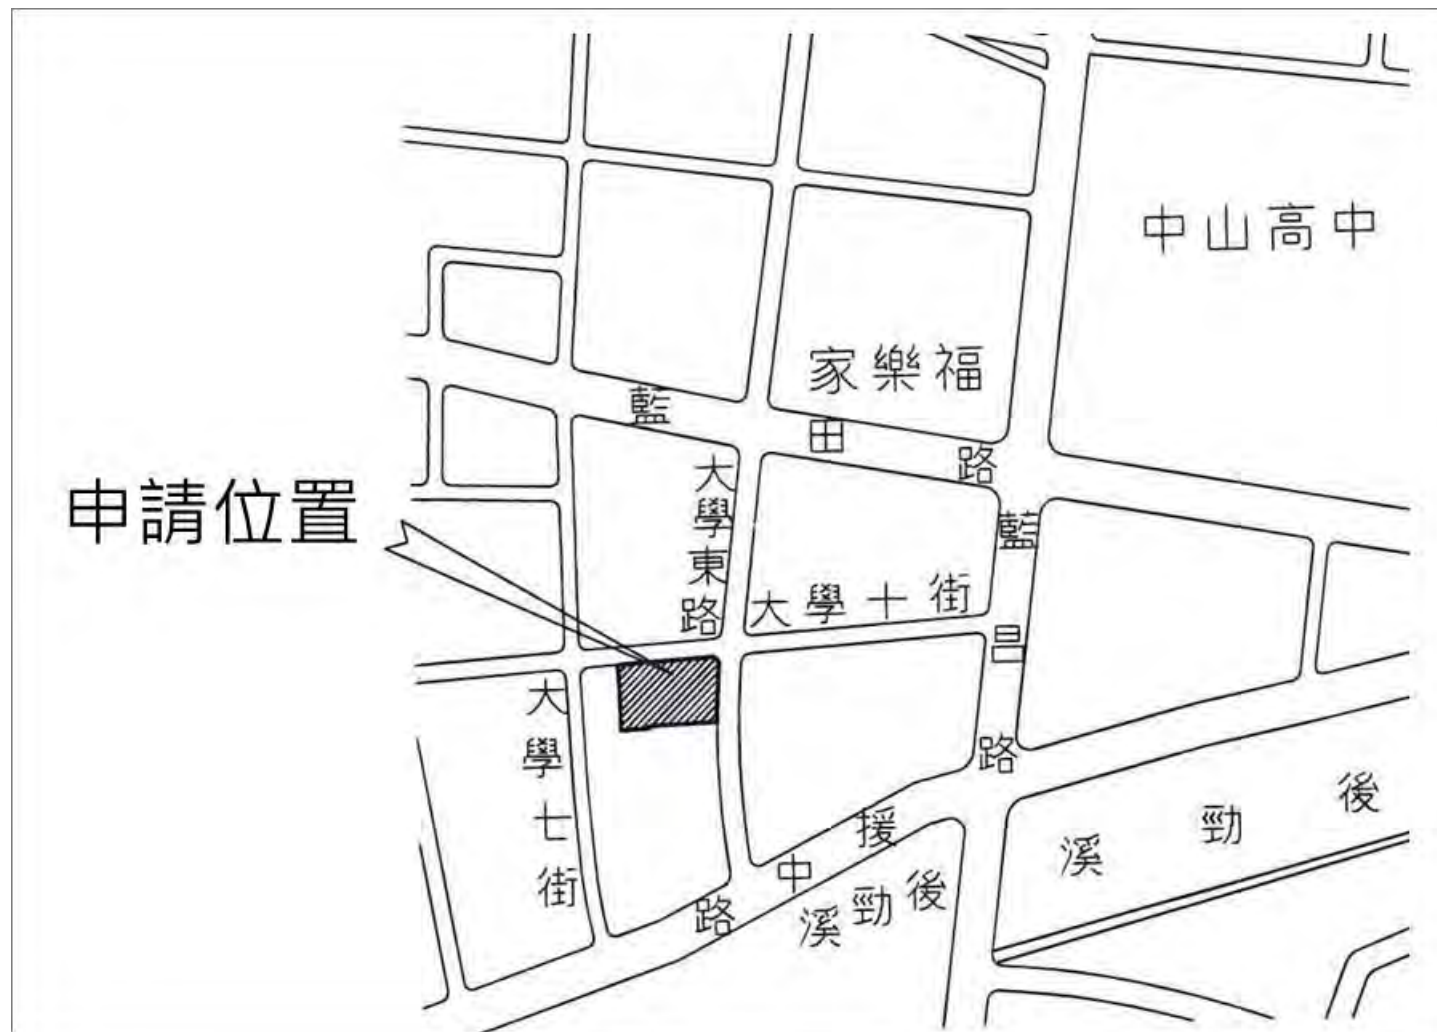 中山高中
家樂福
藍田路
申請位置
大學東路
藍昌路
大學十街
大學七街
援中路
後勁溪
後勁溪